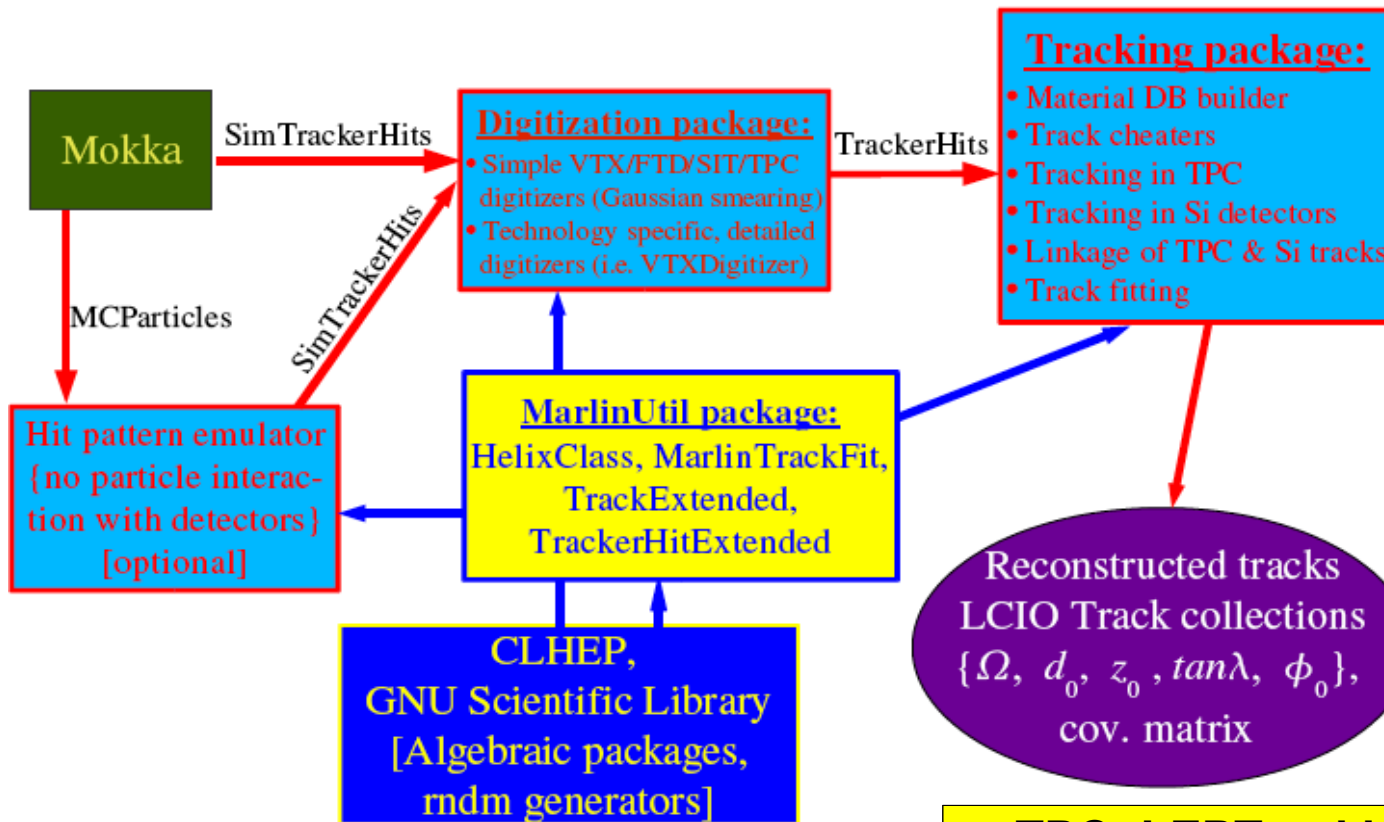 Mokka
SimTrackerHits
MCParticles
SimTrackerHits
Hit pattern emulator
{no particle interac-
tion with detectors}
[optional]
Digitization package:
• Simple VTX/FTD/SIT/TPC
digitizers (Gaussian smearing)
• Technology specific, detailed
digitizers (i.e. VTXDigitizer)
TrackerHits
Tracking package:
• Material DB builder
• Track cheaters
• Tracking in TPC
• Tracking in Si detectors
• Linkage of TPC & Si tracks
• Track fitting
MarlinUtil package:
HelixClass, MarlinTrackFit,
TrackExtended,
TrackerHitExtended
CLHEP,
GNU Scientific Library
[Algebraic packages,
rndm generators]
Reconstructed tracks
LCIO Track collections
{Ω, d₀, z₀ , tanλ, ϕ₀},
cov. matrix